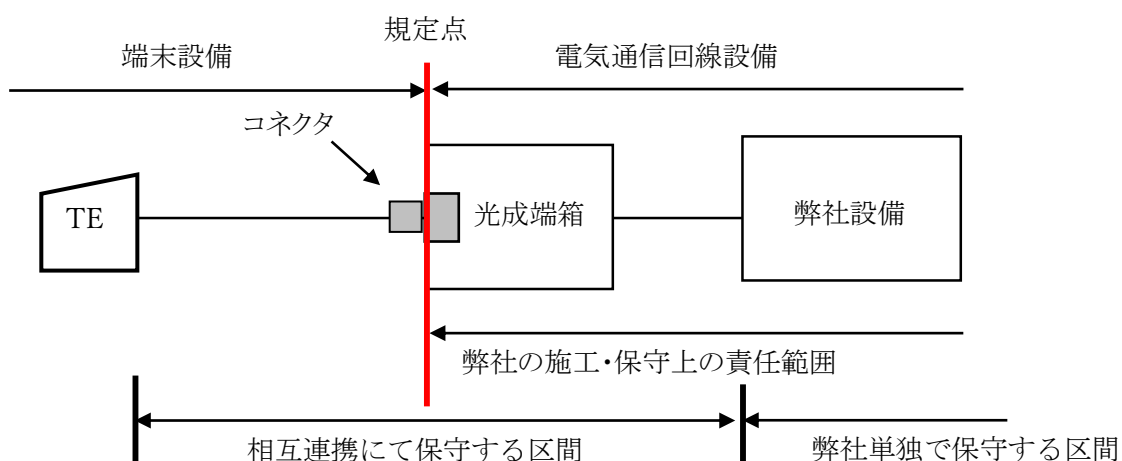 規定点
端末設備
電気通信回線設備
コネクタ
TE
光成端箱
弊社設備
弊社の施工・保守上の責任範囲
相互連携にて保守する区間
弊社単独で保守する区間